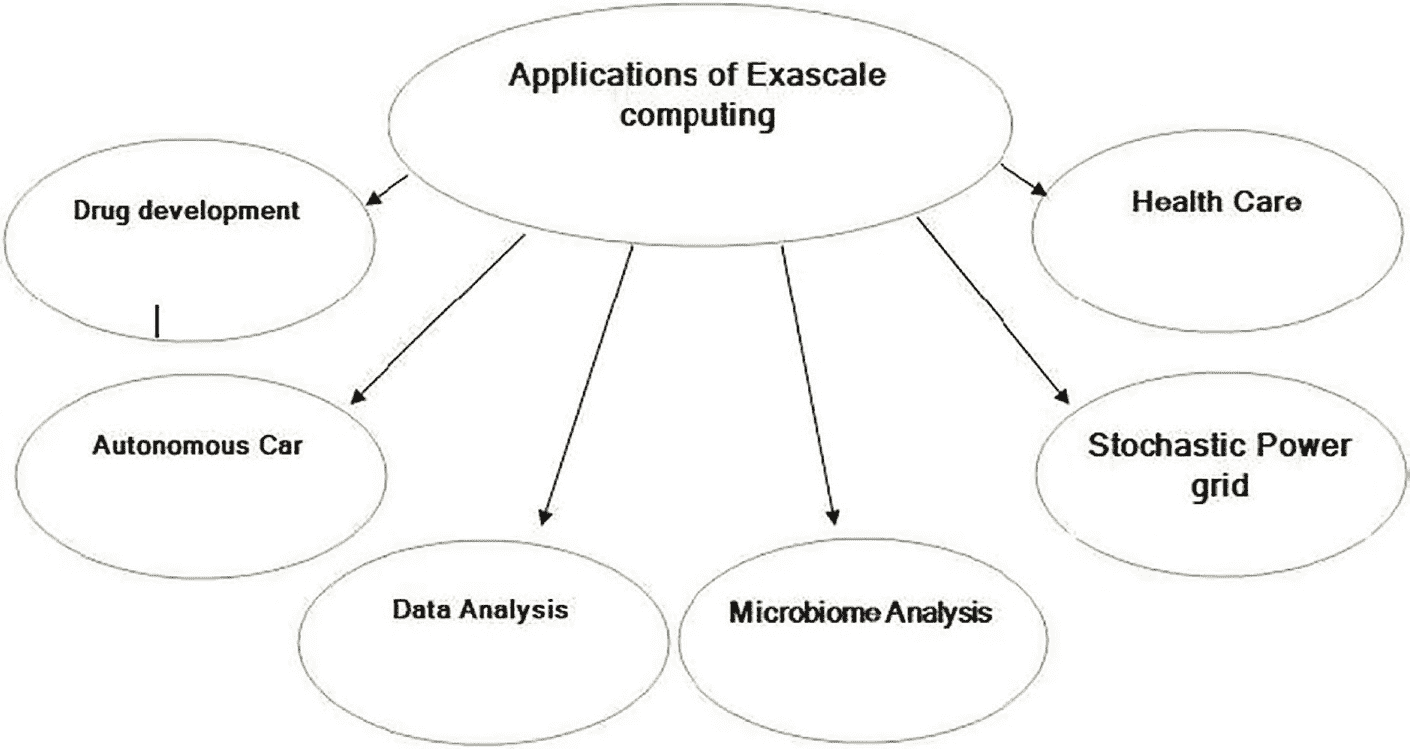 Applications of Exascale
computing
Drug development
Health Care
Autonomous Car
Stochastic Power
grid
Data Analysis
Microbiome Analysis